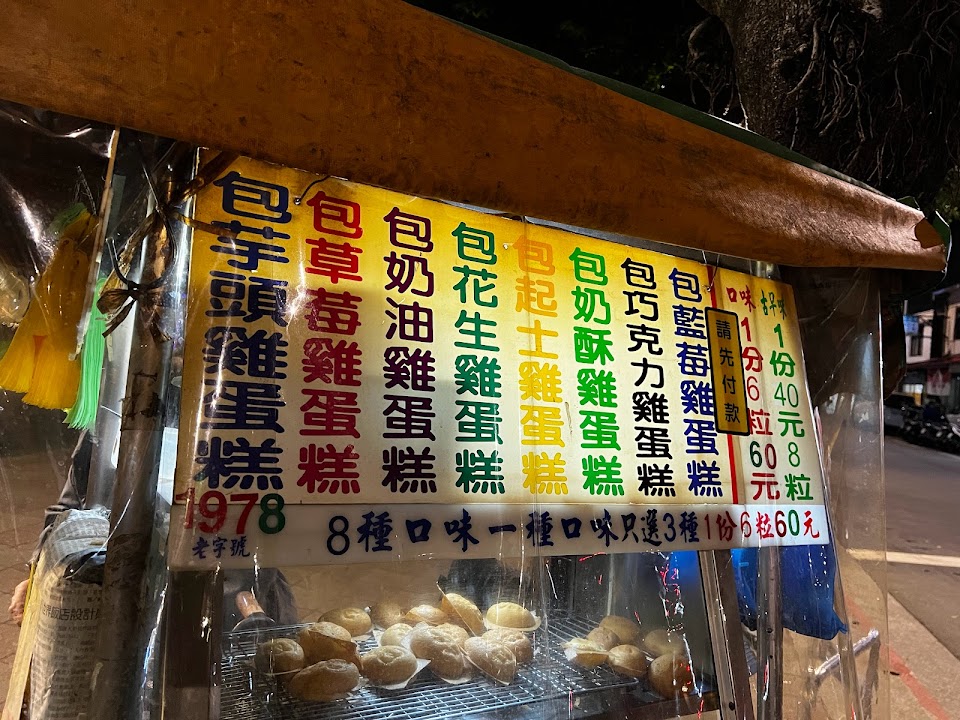 包芋頭雞蛋糕
包草莓雞蛋糕
包奶油雞蛋糕
包花生雞蛋糕
包起士雞蛋糕
包奶酥雞蛋糕
包巧克力雞蛋糕
包藍莓雞蛋糕
請先付款
口味1份6粒60元
1份40元8粒
1978
老字號
8種口味一種口味只選3種1份6粒60元